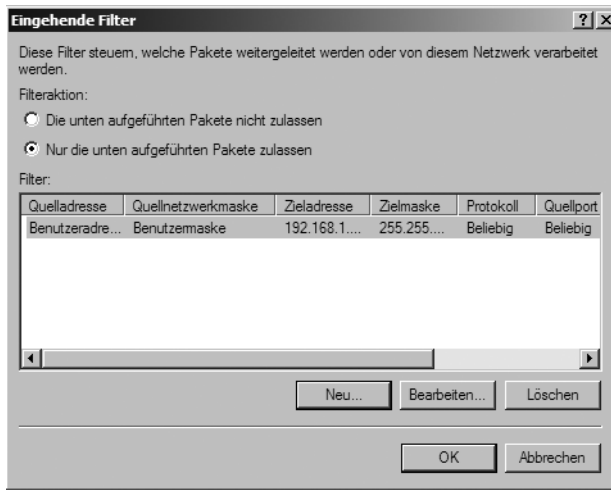 Eingehende Filter
Diese Filter steuern, welche Pakete weitergeleitet werden oder von diesem Netzwerk verarbeitet
werden.
Filteraktion:
Die unten aufgeführten Pakete nicht zulassen
Nur die unten aufgeführten Pakete zulassen
Filter:
Quelladresse Quellnetzwerkmaske Zieladresse Zielmaske Protokoll Quellport
Benutzeradre... Benutzermaske 192.168.1.... 255.255.... Beliebig Beliebig
Neu... Bearbeiten... Löschen
OK Abbrechen